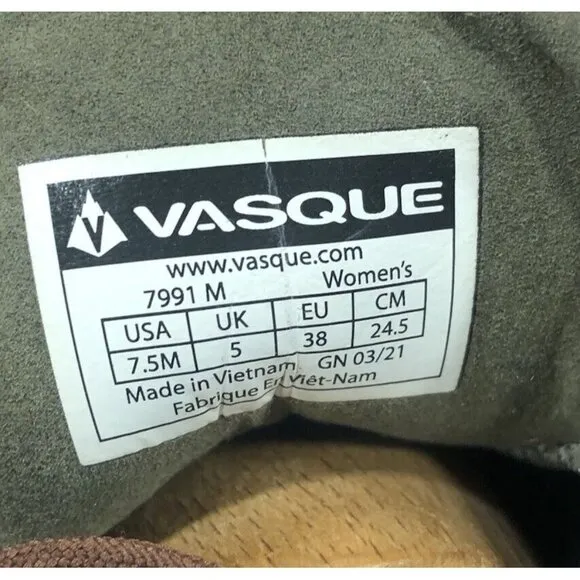 VASQUE
www.vasque.com
7991 M Women's
USA UK EU CM
7.5M 5 38 24.5
Made in Vietnam GN 03/21
Fabrique En Viêt-Nam